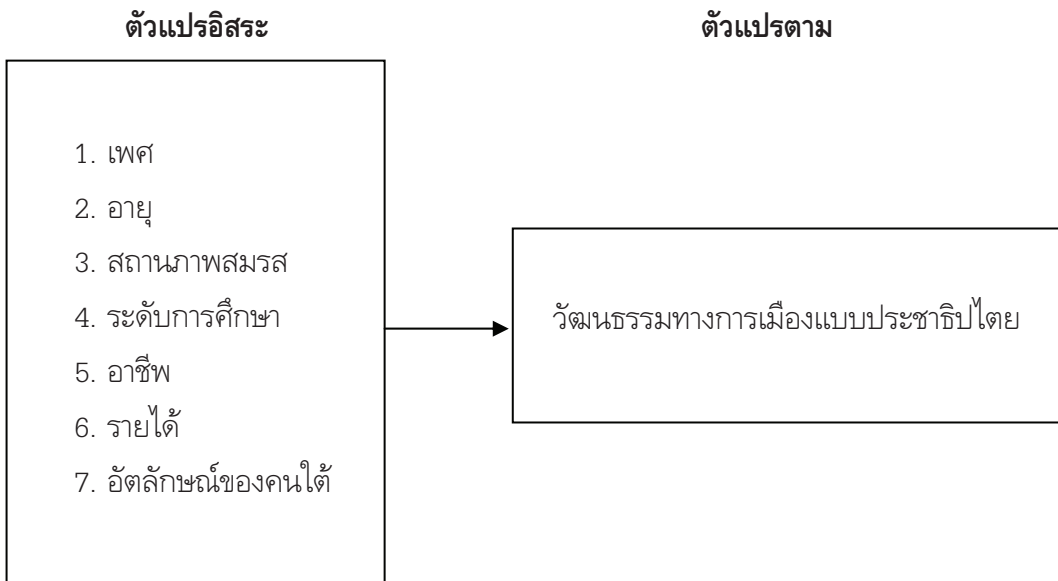 ตัวแปรอิสระ
ตัวแปรตาม
1. เพศ
2. อายุ
3. สถานภาพสมรส
4. ระดับการศึกษา
5. อาชีพ
6. รายได้
7. อัตลักษณ์ของคนใต้
วัฒนธรรมทางการเมืองแบบประชาธิปไตย